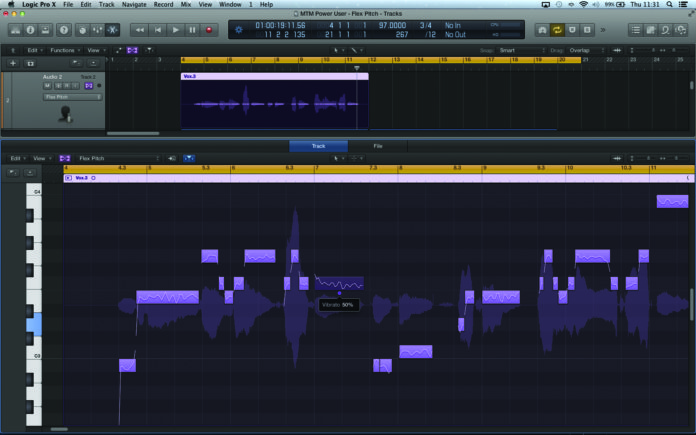 Logic Pro X File Edit Track Navigate Record Mix View Window 1 Help 99% Thu 11:31
MTM Power User - Flex Pitch - Tracks
01:00:19:11.56 4 1 1 1 97.0000 3/4 No In CPU
11 2 2 135 21 1 1 1 267 /12 No Out HD
Edit Functions View Snap: Smart Drag: Overlap
1 2 3 4 5 6 7 8 9 10 11 12 13 14 15 16 17 18 19 20 21 22 23 24 25
2 Audio 2 Track 2 Vox.3
M S R I
Flex Pitch
Track File
Edit View Flex Pitch
4 4.3 5 5.3 6 6.3 7 7.3 8 8.3 9 9.3 10 10.3 11
Vox.3
C4
Vibrato: 50%
C3